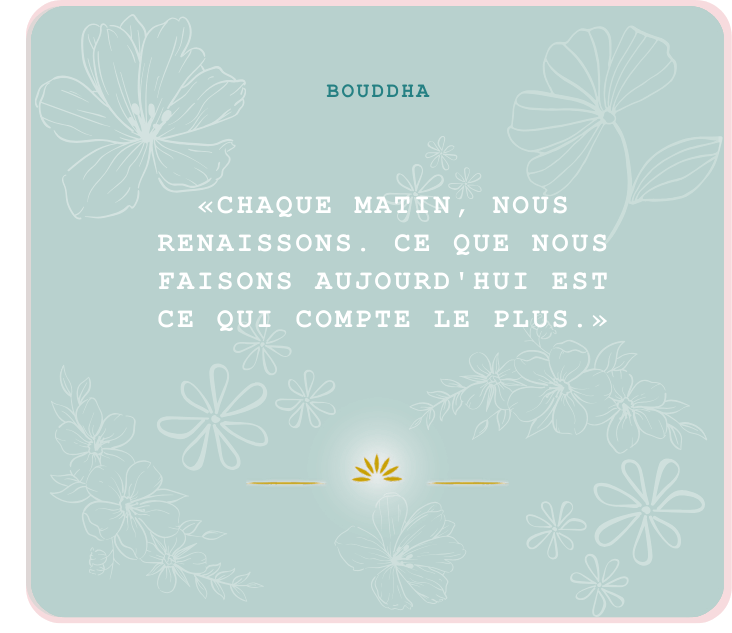 BOUDDHA
«CHAQUE MATIN, NOUS
RENAISSONS. CE QUE NOUS
FAISONS AUJOURD'HUI EST
CE QUI COMPTE LE PLUS.»